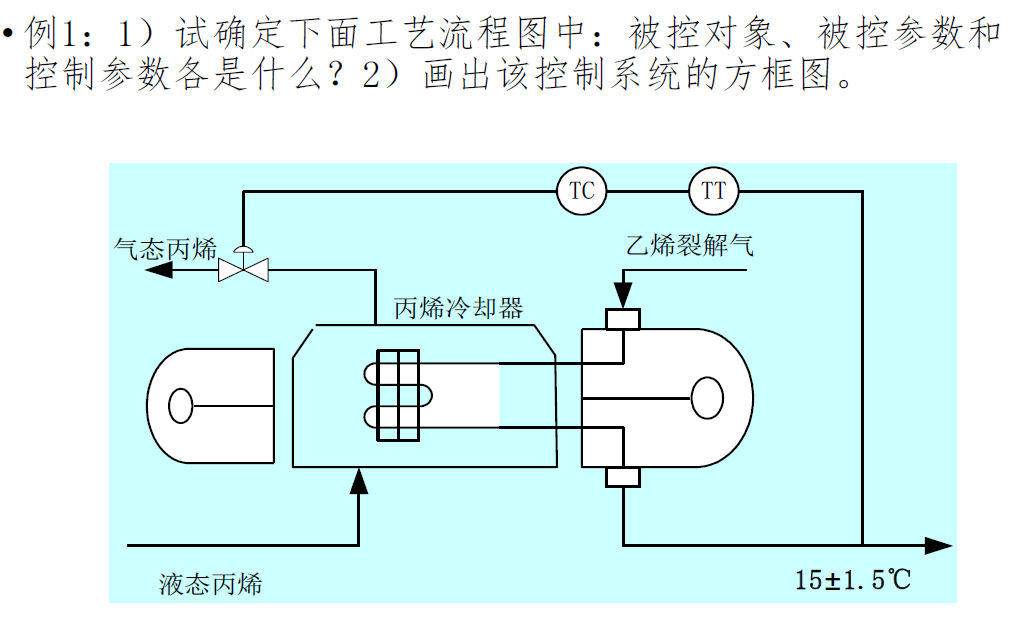 •例1：1）试确定下面工艺流程图中：被控对象、被控参数和
控制参数各是什么？2）画出该控制系统的方框图。
TC
TT
气态丙烯
乙烯裂解气
丙烯冷却器
液态丙烯
15±1.5℃